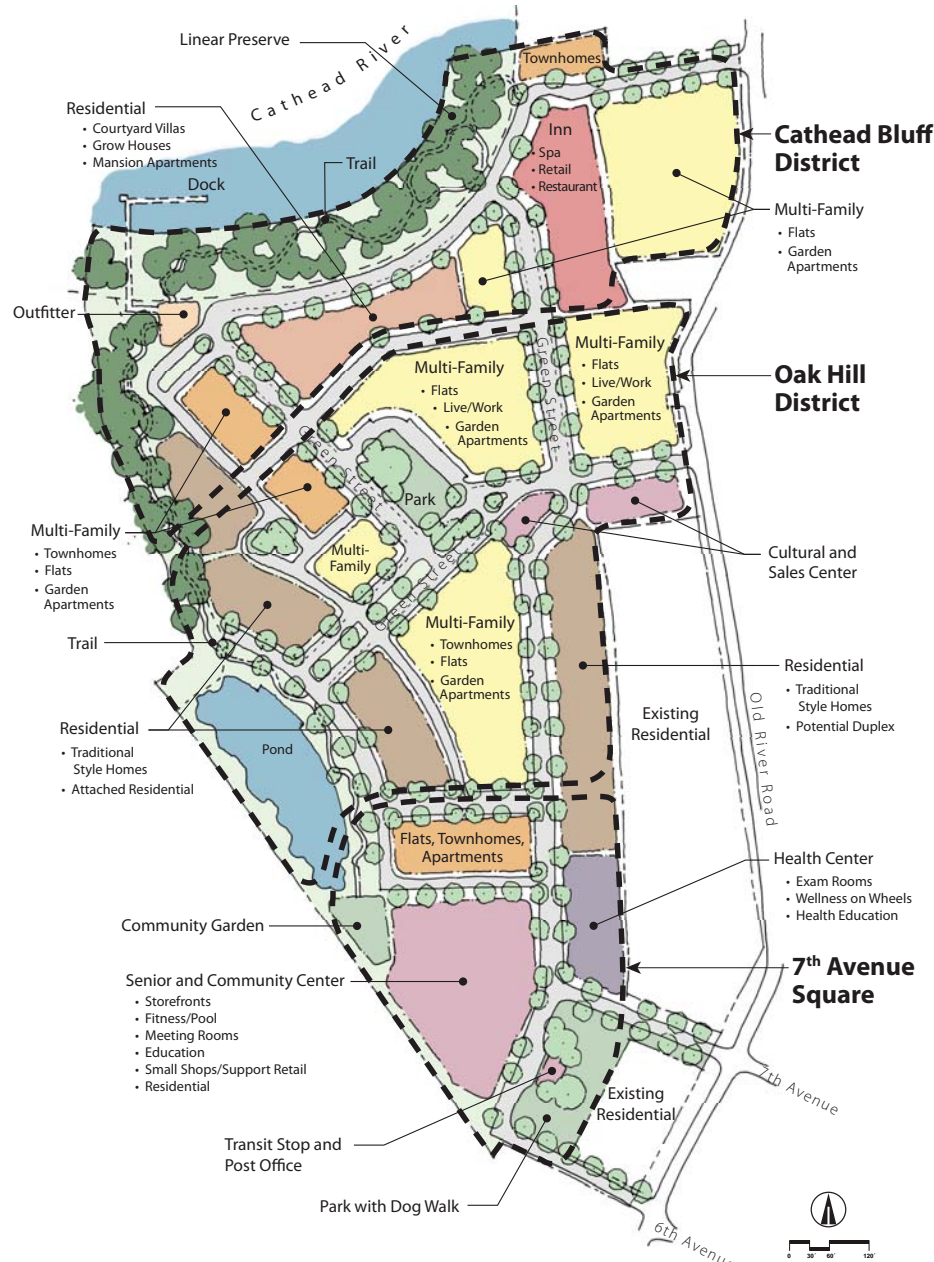 Linear Preserve
Cathead River
Townhomes
Residential
• Courtyard Villas
• Grow Houses
• Mansion Apartments
Trail
Dock
Inn
• Spa
• Retail
• Restaurant
Cathead Bluff
District
Multi-Family
• Flats
• Garden
Apartments
Outfitter
Multi-Family
• Flats
• Live/Work
• Garden
Apartments
Green Street
Multi-Family
• Flats
• Live/Work
• Garden
Apartments
Oak Hill
District
Green Street
Park
Multi-Family
• Townhomes
• Flats
• Garden
Apartments
Multi-
Family
Green Street
Cultural and
Sales Center
Trail
Multi-Family
• Townhomes
• Flats
• Garden
Apartments
Residential
• Traditional
Style Homes
• Potential Duplex
Existing
Residential
Old River Road
Residential
• Traditional
Style Homes
• Attached Residential
Pond
Flats, Townhomes,
Apartments
Health Center
• Exam Rooms
• Wellness on Wheels
• Health Education
Community Garden
7th Avenue
Square
Senior and Community Center
• Storefronts
• Fitness/Pool
• Meeting Rooms
• Education
• Small Shops/Support Retail
• Residential
7th Avenue
Existing
Residential
Transit Stop and
Post Office
Park with Dog Walk
6th Avenue
0 30' 60' 120'